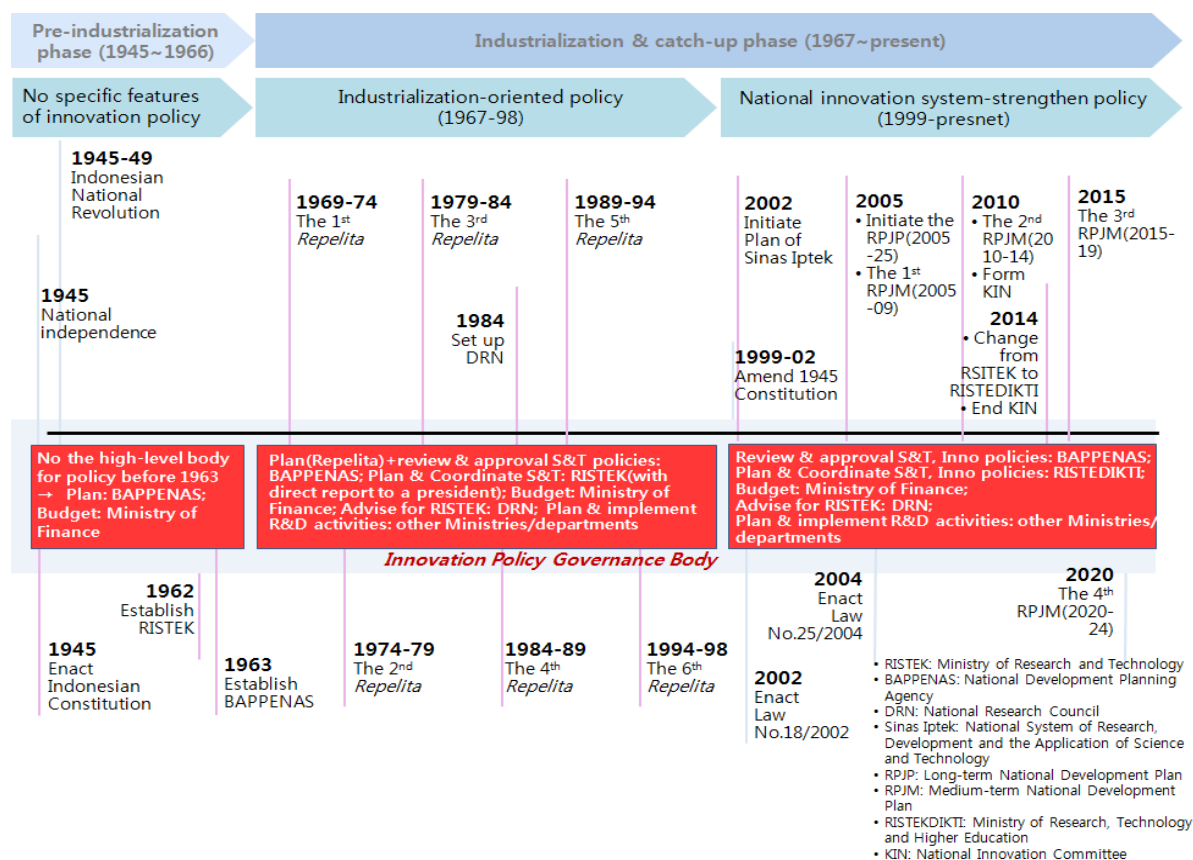 Pre-industrialization
phase (1945~1966)
Industrialization & catch-up phase (1967~present)
No specific features
of innovation policy
Industrialization-oriented policy
(1967-98)
National innovation system-strengthen policy
(1999-presnet)
1945-49
Indonesian
National
Revolution
1945
National
independence
1969-74
The 1st
Repelita
1979-84
The 3rd
Repelita
1984
Set up
DRN
1989-94
The 5th
Repelita
2002
Initiate
Plan of
Sinas Iptek
1999-02
Amend 1945
Constitution
2005
• Initiate the
RPJP(2005
-25)
• The 1st
RPJM(2005
-09)
2010
• The 2nd
RPJM(20
10-14)
• Form
KIN
2014
• Change
from
RSITEK to
RISTEDIKTI
• End KIN
2015
The 3rd
RPJM(2015-
19)
No the high-level body
for policy before 1963
→ Plan: BAPPENAS;
Budget: Ministry of
Finance
Plan(Repelita)+review & approval S&T policies:
BAPPENAS; Plan & Coordinate S&T: RISTEK(with
direct report to a president); Budget: Ministry of
Finance; Advise for RISTEK: DRN; Plan & implement
R&D activities: other Ministries/departments
Review & approval S&T, Inno policies: BAPPENAS;
Plan & Coordinate S&T, Inno policies: RISTEDIKTI;
Budget: Ministry of Finance;
Advise for RISTEK: DRN;
Plan & implement R&D activities: other Ministries/
departments
Innovation Policy Governance Body
1962
Establish
RISTEK
1945
Enact
Indonesian
Constitution
1963
Establish
BAPPENAS
1974-79
The 2nd
Repelita
1984-89
The 4th
Repelita
1994-98
The 6th
Repelita
2004
Enact
Law
No.25/2004
2002
Enact
Law
No.18/2002
2020
The 4th
RPJM(2020-
24)
• RISTEK: Ministry of Research and Technology
• BAPPENAS: National Development Planning
Agency
• DRN: National Research Council
• Sinas Iptek: National System of Research,
Development and the Application of Science
and Technology
• RPJP: Long-term National Development Plan
• RPJM: Medium-term National Development
Plan
• RISTEKDIKTI: Ministry of Research, Technology
and Higher Education
• KIN: National Innovation Committee